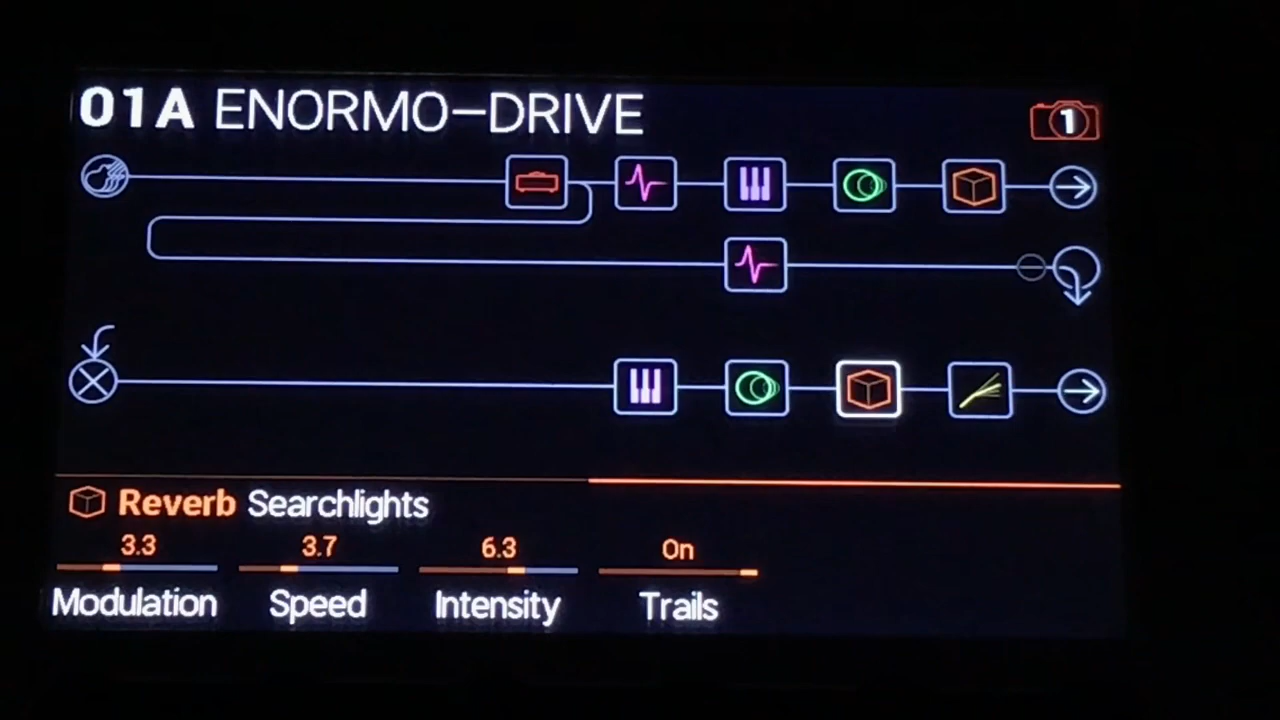 01A ENORMO-DRIVE 1
Reverb Searchlights
3.3 3.7 6.3 On
Modulation Speed Intensity Trails